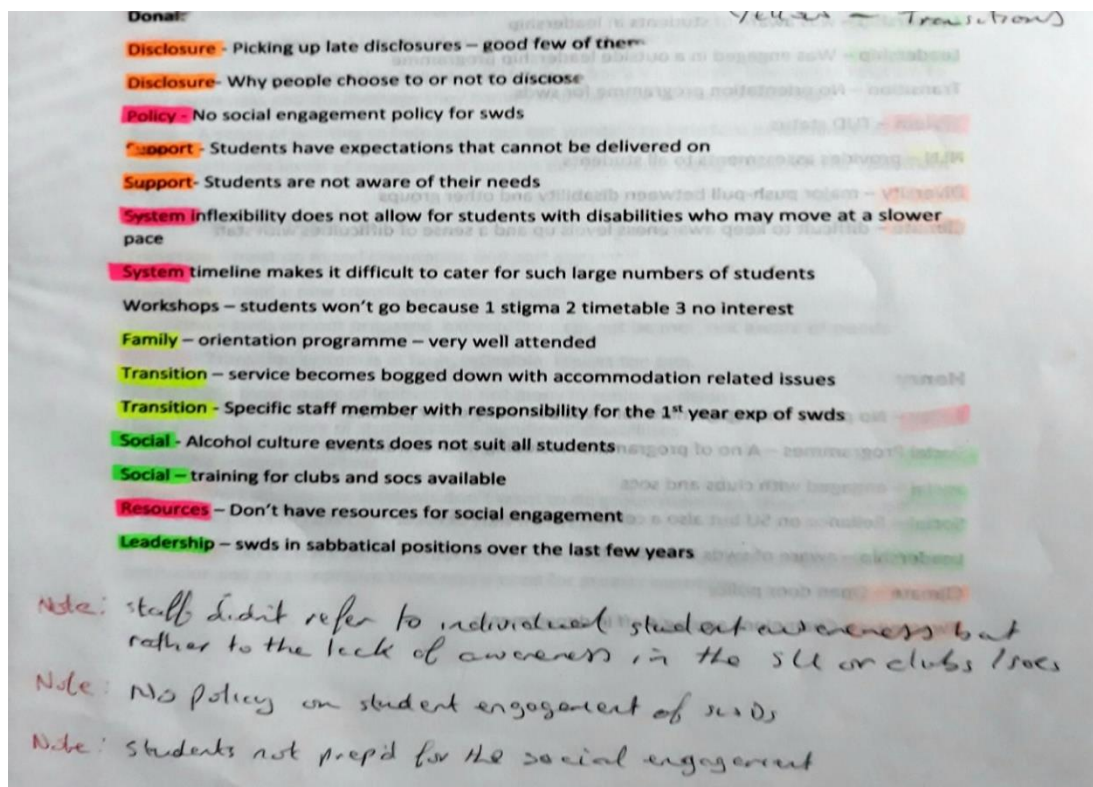 Donal:
Yellow – Transitions
Disclosure - Picking up late disclosures – good few of them
Disclosure- Why people choose to or not to disclose
Policy - No social engagement policy for swds
Support - Students have expectations that cannot be delivered on
Support- Students are not aware of their needs
System inflexibility does not allow for students with disabilities who may move at a slower
pace
System timeline makes it difficult to cater for such large numbers of students
Workshops – students won't go because 1 stigma 2 timetable 3 no interest
Family – orientation programme – very well attended
Transition – service becomes bogged down with accommodation related issues
Transition - Specific staff member with responsibility for the 1st year exp of swds
Social - Alcohol culture events does not suit all students
Social – training for clubs and socs available
Resources – Don't have resources for social engagement
Leadership – swds in sabbatical positions over the last few years
Note: staff didn't refer to individual student awareness but
rather to the lack of awareness in the SU or clubs/socs
Note: No policy on student engagement of swDs
Note: students not prep'd for the social engagement